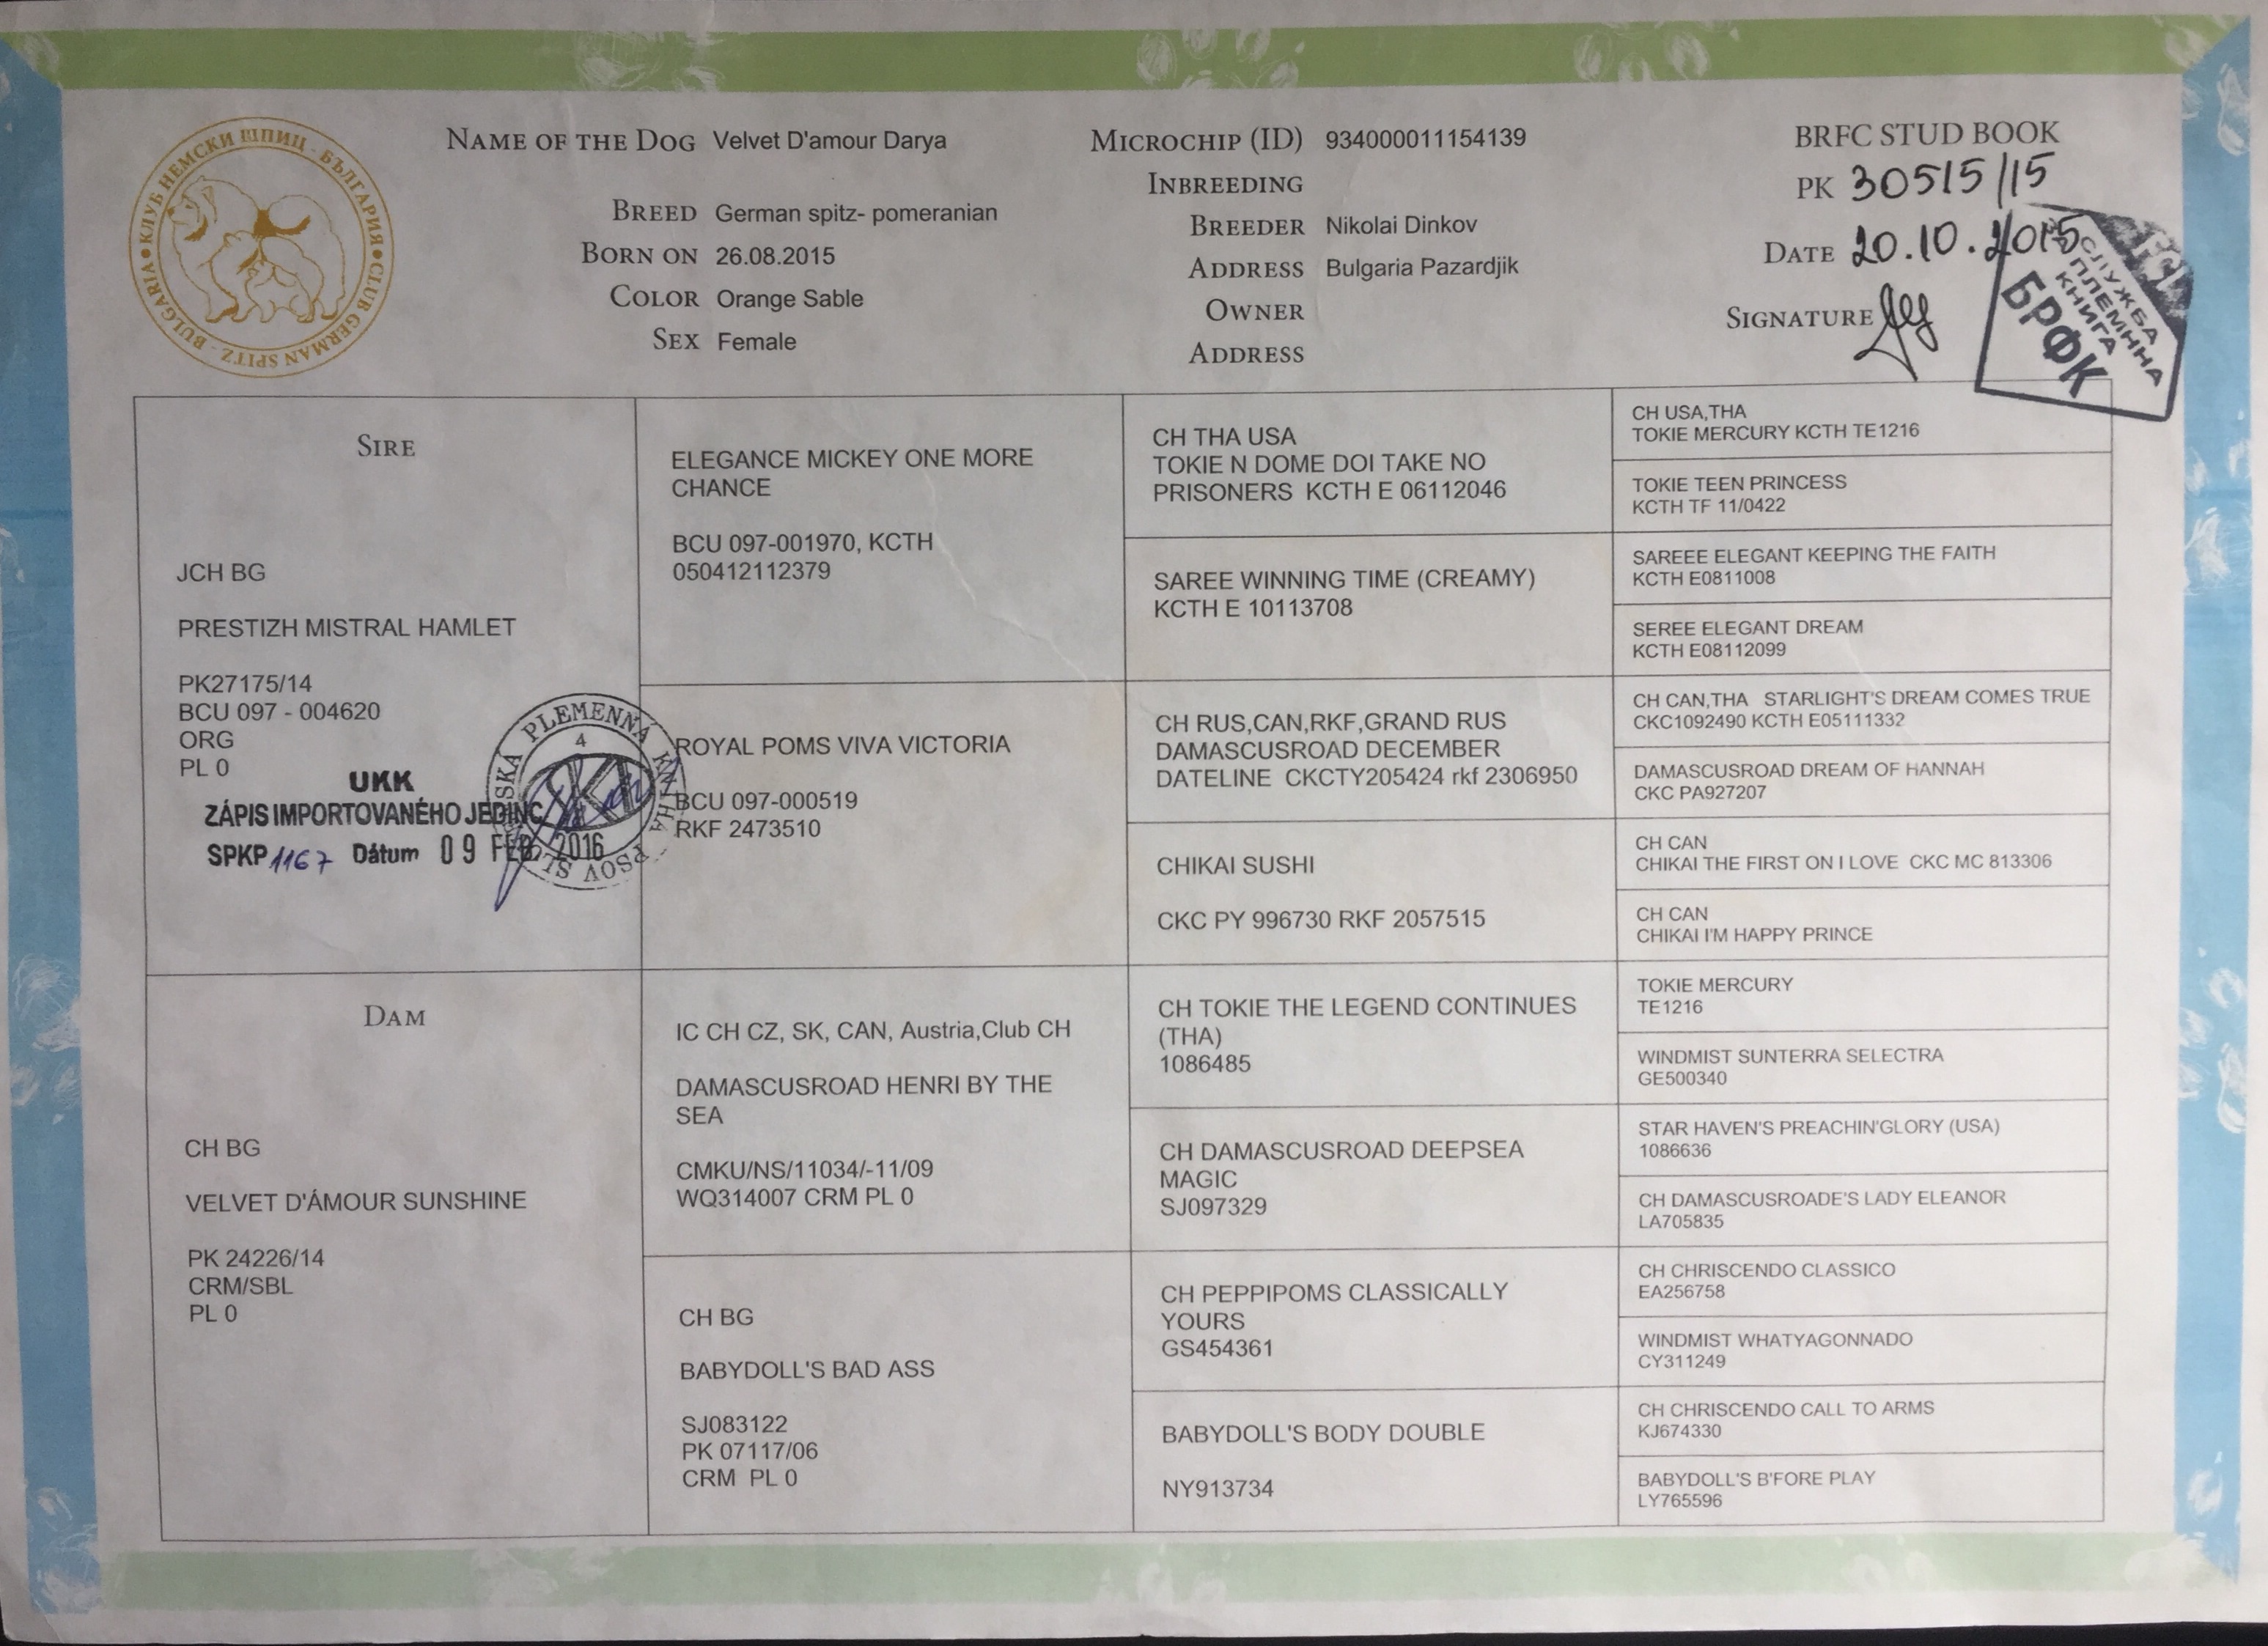 КЛУБ НЕМСКИ ШПИЦ - БЪЛГАРИЯ • CLUB GERMAN SPITZ - BULGARIA •
NAME OF THE DOG Velvet D'amour Darya
BREED German spitz- pomeranian
BORN ON 26.08.2015
COLOR Orange Sable
SEX Female
MICROCHIP (ID) 934000011154139
INBREEDING
BREEDER Nikolai Dinkov
ADDRESS Bulgaria Pazardjik
OWNER
ADDRESS
BRFC STUD BOOK
PK 30515/15
DATE 20.10.2015
SIGNATURE
СЛУЖБА
ПЛЕМЕННА
КНИГА
БРФК
SIRE
JCH BG
PRESTIZH MISTRAL HAMLET
PK27175/14
BCU 097 - 004620
ORG
PL 0
UKK
ZÁPIS IMPORTOVANÉHO JEDINC
SPKP 1167 Dátum 09 FEB. 2016
PLEMENNÁ KNIHA PSOV
4
DAM
CH BG
VELVET D'ÁMOUR SUNSHINE
PK 24226/14
CRM/SBL
PL 0
ELEGANCE MICKEY ONE MORE
CHANCE
BCU 097-001970, KCTH
050412112379
ROYAL POMS VIVA VICTORIA
BCU 097-000519
RKF 2473510
IC CH CZ, SK, CAN, Austria,Club CH
DAMASCUSROAD HENRI BY THE
SEA
CMKU/NS/11034/-11/09
WQ314007 CRM PL 0
CH BG
BABYDOLL'S BAD ASS
SJ083122
PK 07117/06
CRM PL 0
CH THA USA
TOKIE N DOME DOI TAKE NO
PRISONERS KCTH E 06112046
SAREE WINNING TIME (CREAMY)
KCTH E 10113708
CH RUS,CAN,RKF,GRAND RUS
DAMASCUSROAD DECEMBER
DATELINE CKCTY205424 rkf 2306950
CHIKAI SUSHI
CKC PY 996730 RKF 2057515
CH TOKIE THE LEGEND CONTINUES
(THA)
1086485
CH DAMASCUSROAD DEEPSEA
MAGIC
SJ097329
CH PEPPIPOMS CLASSICALLY
YOURS
GS454361
BABYDOLL'S BODY DOUBLE
NY913734
CH USA,THA
TOKIE MERCURY KCTH TE1216
TOKIE TEEN PRINCESS
KCTH TF 11/0422
SAREEE ELEGANT KEEPING THE FAITH
KCTH E0811008
SEREE ELEGANT DREAM
KCTH E08112099
CH CAN,THA STARLIGHT'S DREAM COMES TRUE
CKC1092490 KCTH E05111332
DAMASCUSROAD DREAM OF HANNAH
CKC PA927207
CH CAN
CHIKAI THE FIRST ON I LOVE CKC MC 813306
CH CAN
CHIKAI I'M HAPPY PRINCE
TOKIE MERCURY
TE1216
WINDMIST SUNTERRA SELECTRA
GE500340
STAR HAVEN'S PREACHIN'GLORY (USA)
1086636
CH DAMASCUSROADE'S LADY ELEANOR
LA705835
CH CHRISCENDO CLASSICO
EA256758
WINDMIST WHATYAGONNADO
CY311249
CH CHRISCENDO CALL TO ARMS
KJ674330
BABYDOLL'S B'FORE PLAY
LY765596